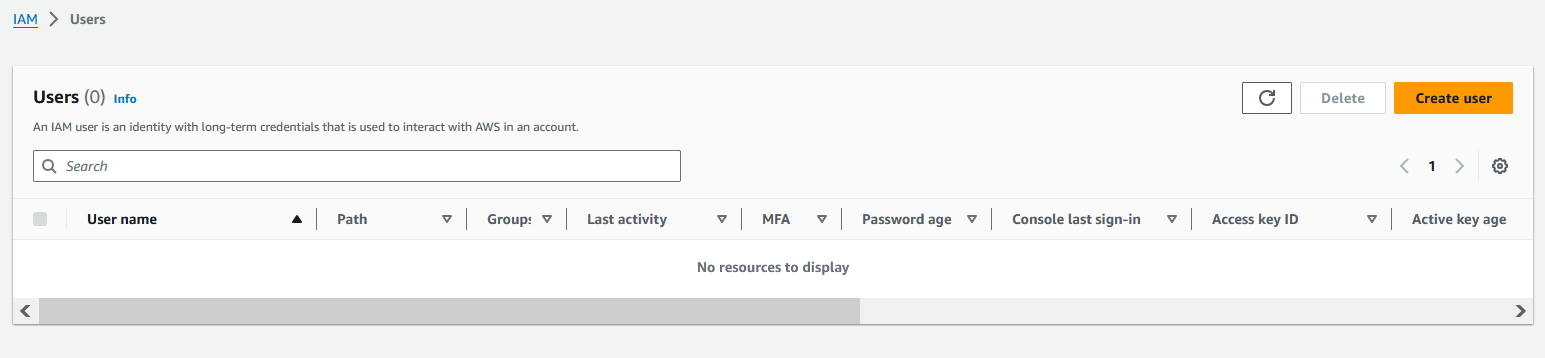 IAM > Users
Users (0) Info
Delete
Create user
An IAM user is an identity with long-term credentials that is used to interact with AWS in an account.
Search
1
User name Path Groups Last activity MFA Password age Console last sign-in Access key ID Active key age
No resources to display